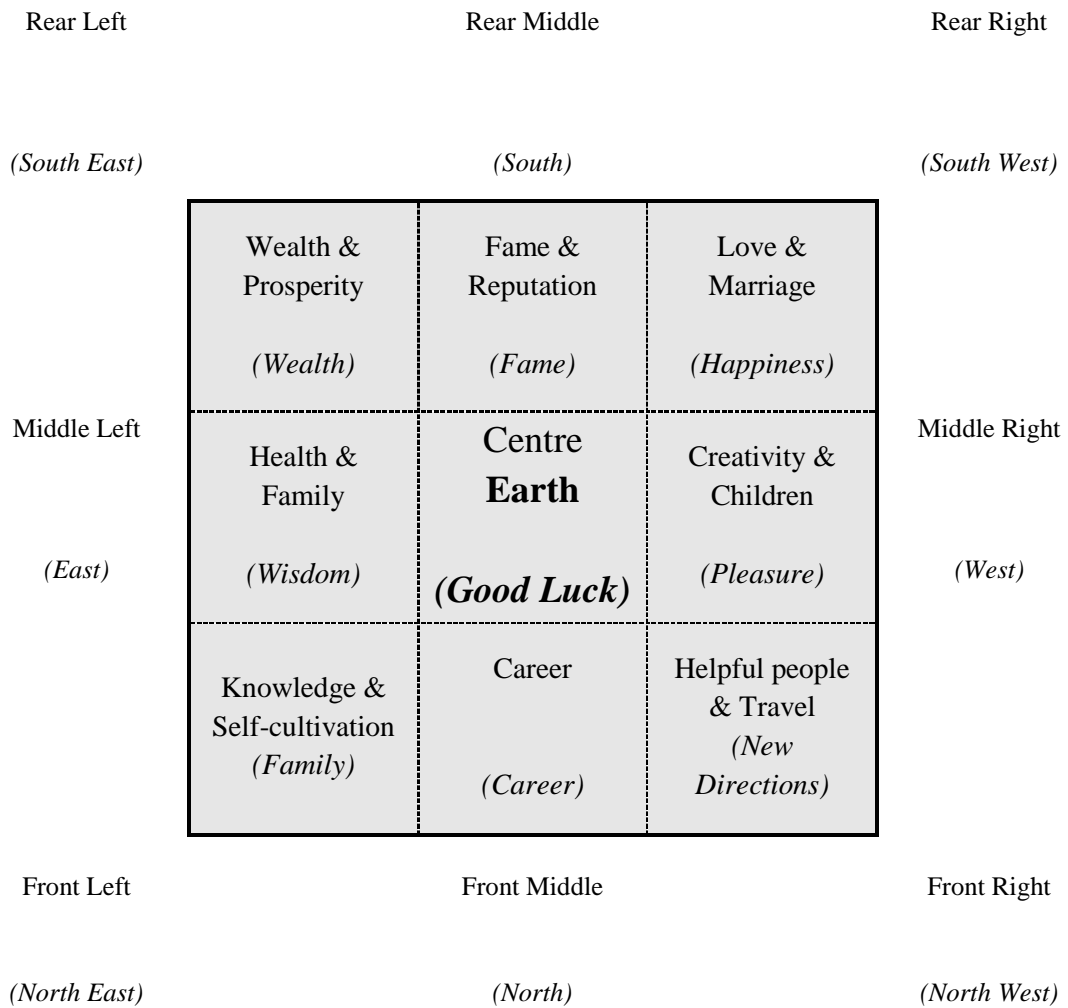 Rear Left
Rear Middle
Rear Right
(South East)
(South)
(South West)
Wealth &
Prosperity
(Wealth)
Fame &
Reputation
(Fame)
Love &
Marriage
(Happiness)
Middle Left
(East)
Health &
Family
(Wisdom)
Centre
Earth
(Good Luck)
Creativity &
Children
(Pleasure)
Middle Right
(West)
Knowledge &
Self-cultivation
(Family)
Career
(Career)
Helpful people
& Travel
(New
Directions)
Front Left
Front Middle
Front Right
(North East)
(North)
(North West)